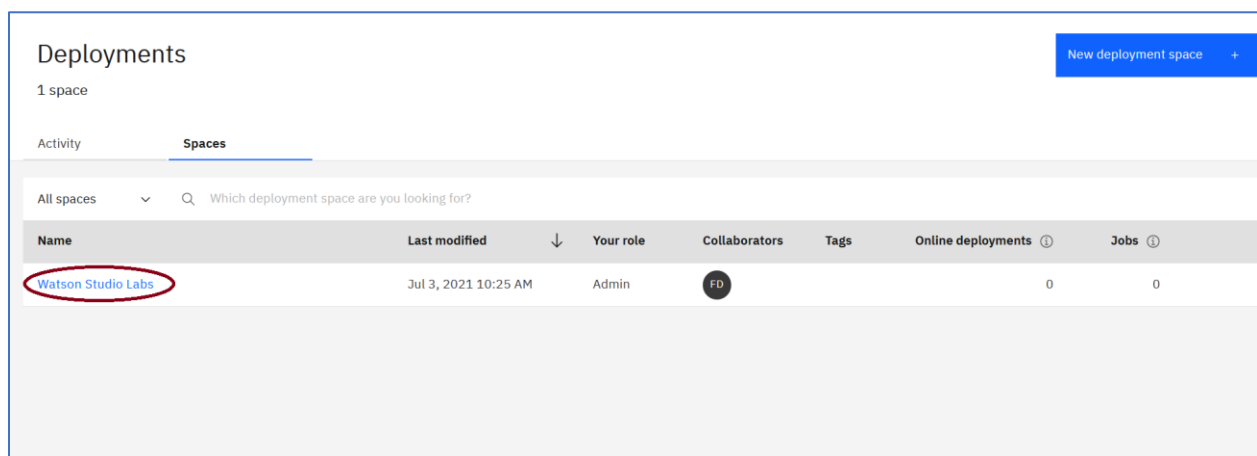 Deployments
New deployment space +
1 space
Activity Spaces
All spaces Which deployment space are you looking for?
Name Last modified Your role Collaborators Tags Online deployments Jobs
Watson Studio Labs Jul 3, 2021 10:25 AM Admin FD 0 0